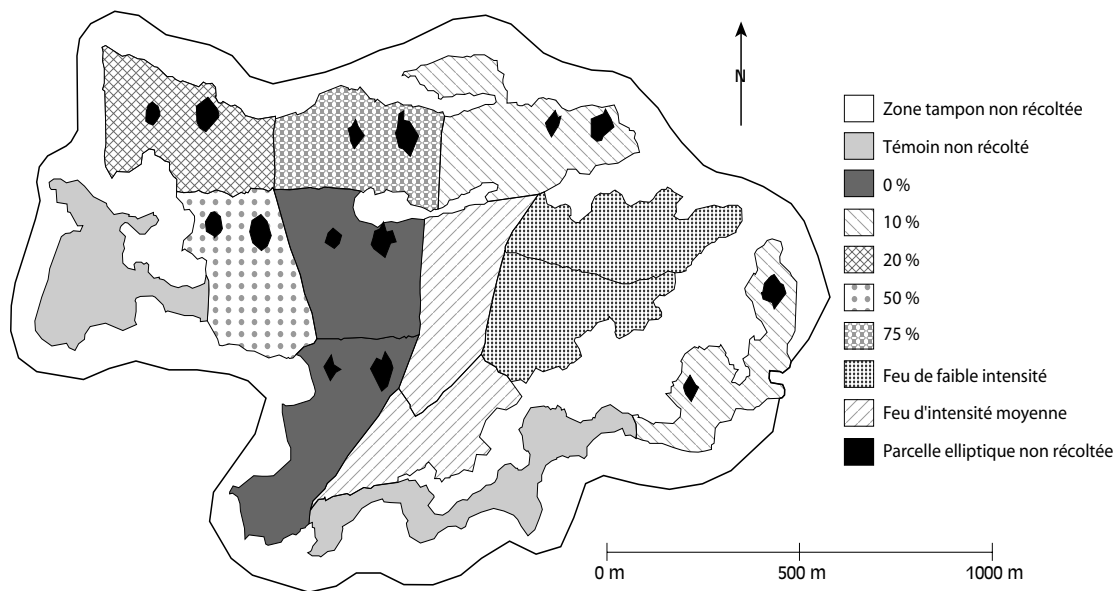 N
Zone tampon non récoltée
Témoin non récolté
0 %
10 %
20 %
50 %
75 %
Feu de faible intensité
Feu d'intensité moyenne
Parcelle elliptique non récoltée
0 m
500 m
1000 m